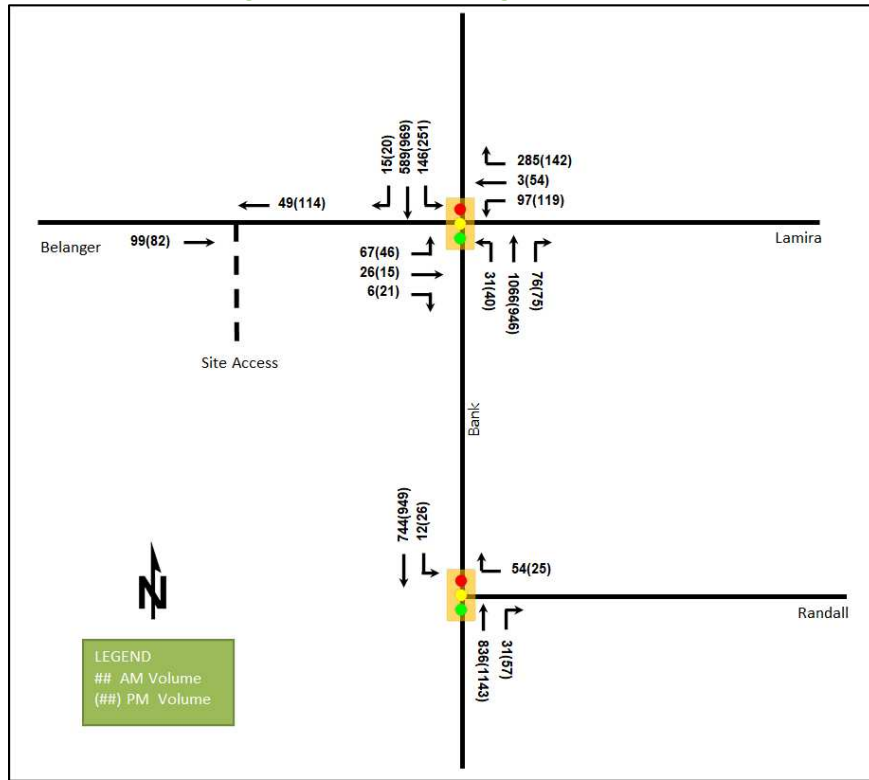 15(20)
589(969)
146(251)
285(142)
3(54)
97(119)
49(114)
Belanger
99(82)
Lamira
67(46)
26(15)
6(21)
31(40)
1066(946)
76(75)
Site Access
Bank
744(949)
12(26)
54(25)
Randall
836(1143)
31(57)
N
LEGEND
## AM Volume
(##) PM Volume